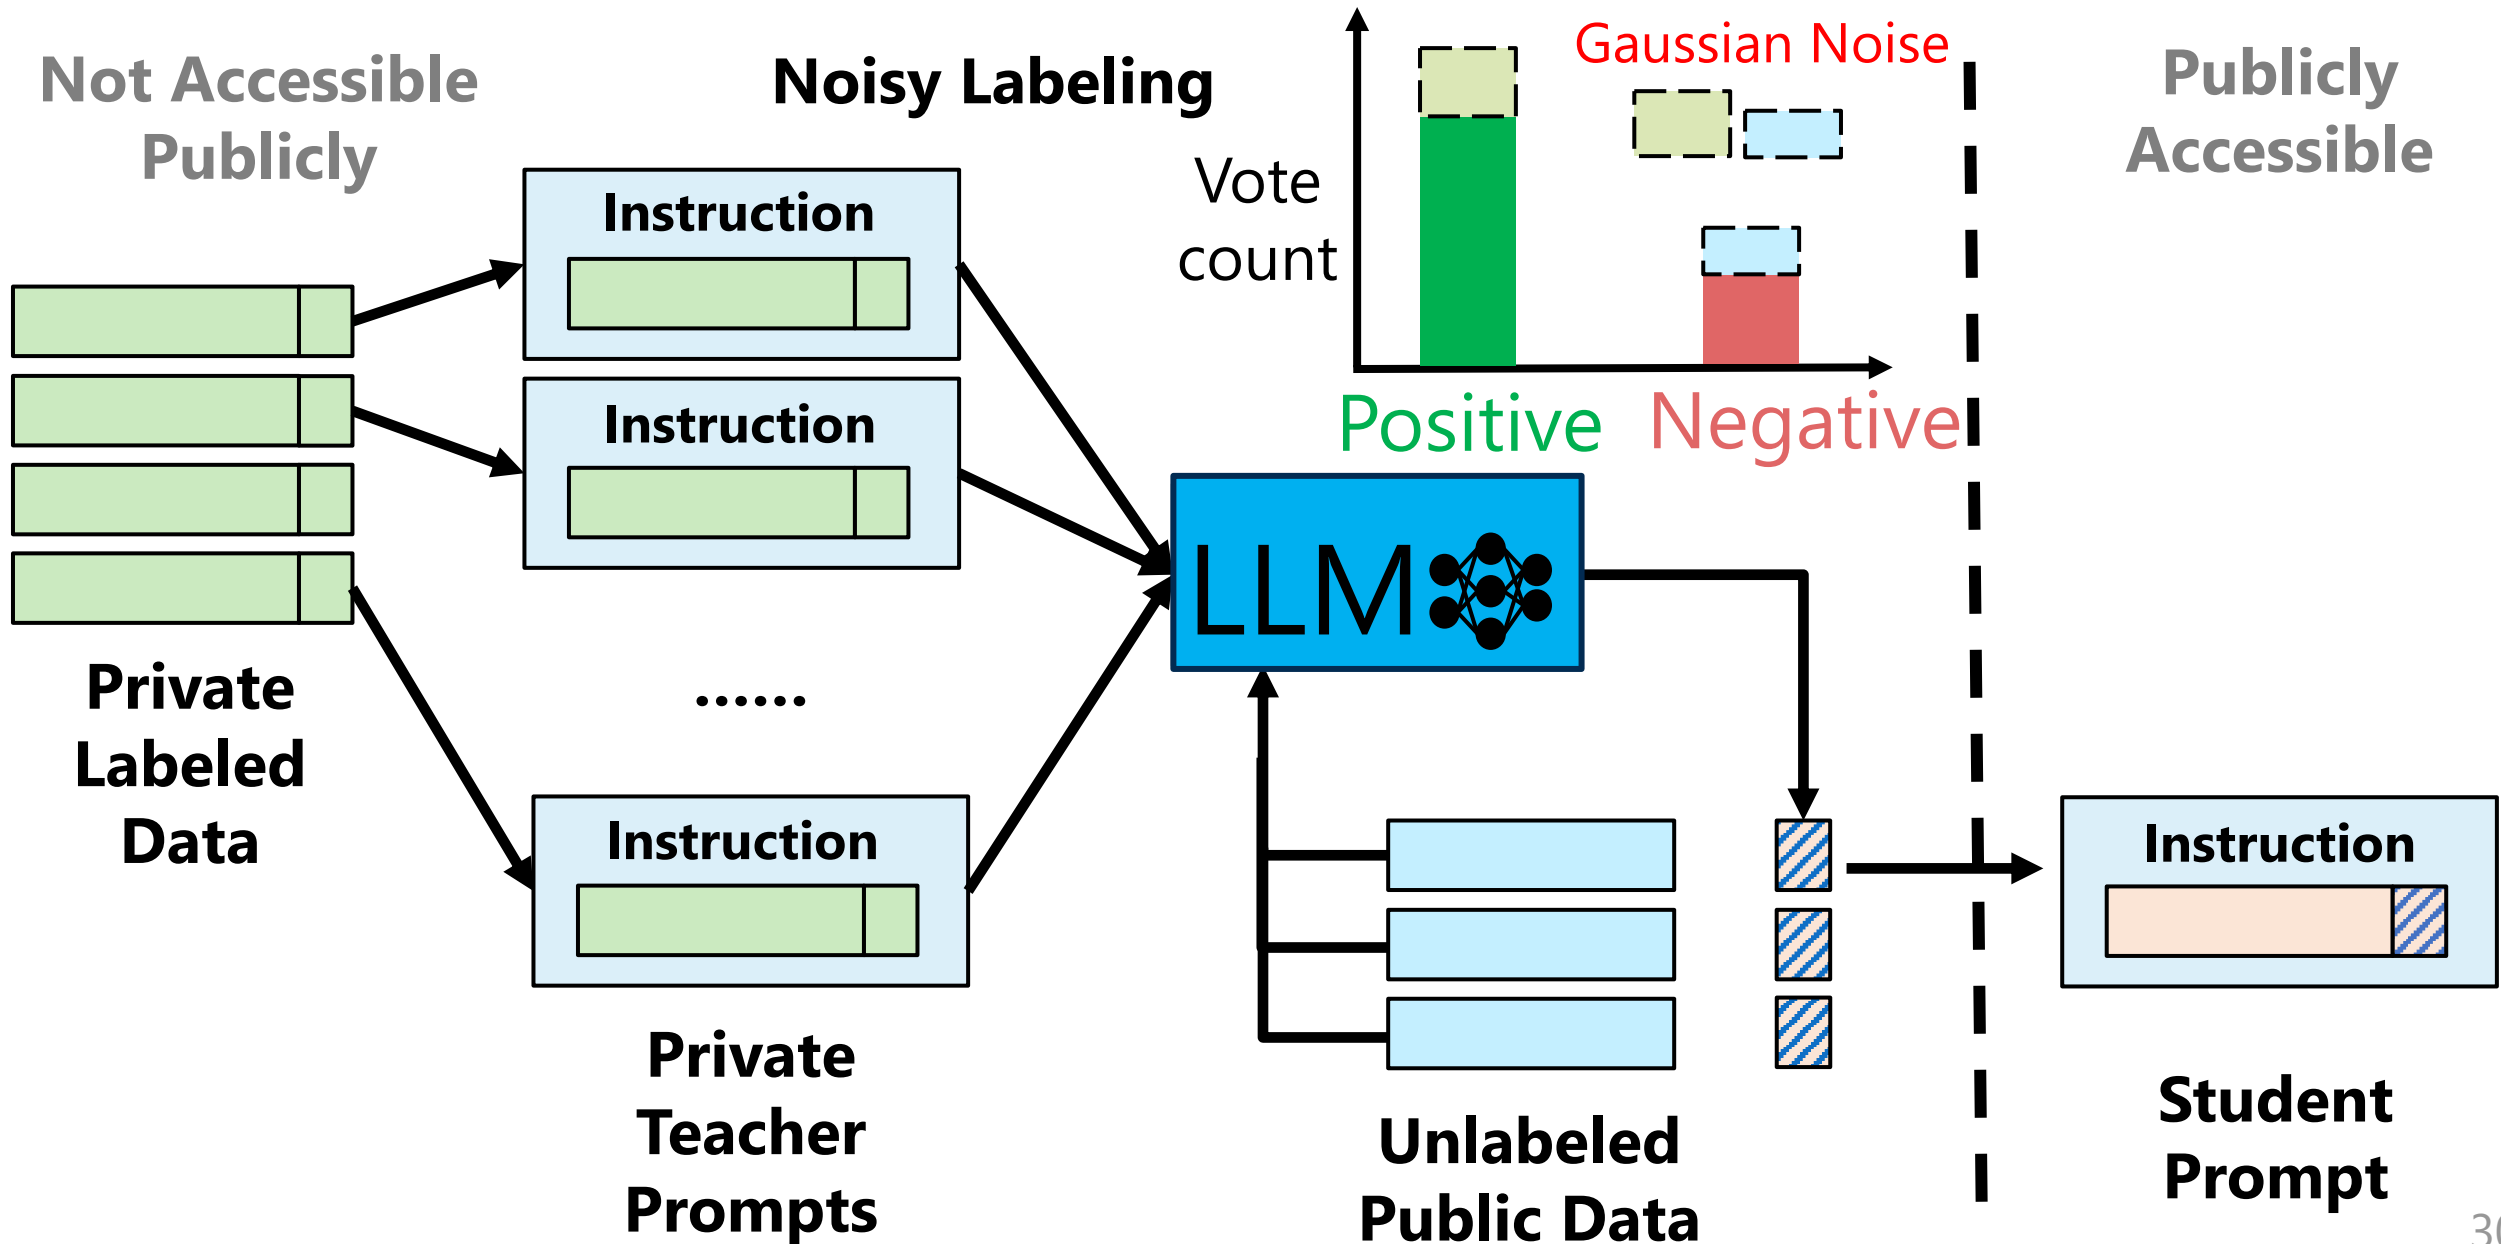 Not Accessible
Publicly
Noisy Labeling
Gaussian Noise
Publicly
Accessible
Vote
count
Positive
Negative
Instruction
Instruction
LLM
Private
Labeled
Data
.......
Instruction
Instruction
Private
Teacher
Prompts
Unlabeled
Public Data
Student
Prompt